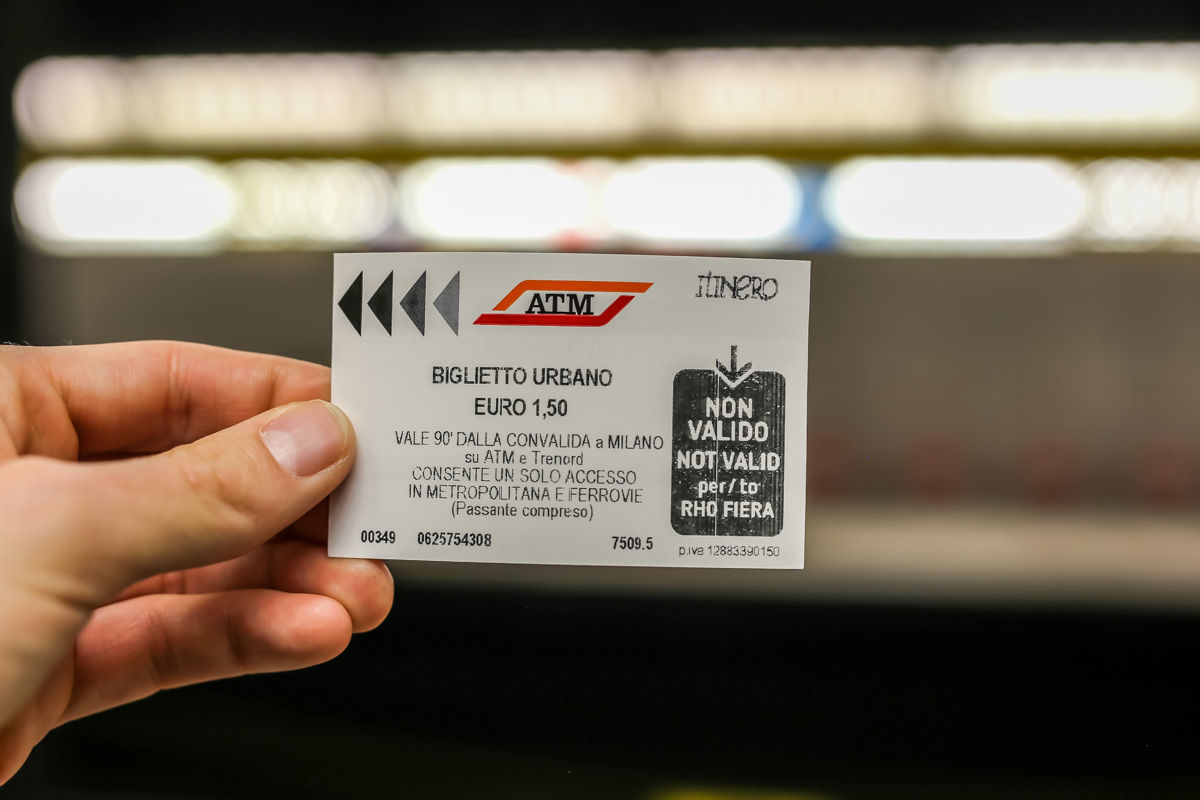 ATM
ITINERO
BIGLIETTO URBANO
EURO 1,50
VALE 90' DALLA CONVALIDA a MILANO
su ATM e Trenord
CONSENTE UN SOLO ACCESSO
IN METROPOLITANA E FERROVIE
(Passante compreso)
00349 0625754308 7509.5
NON
VALIDO
NOT VALID
per/to
RHO FIERA
p.iva 12883390150